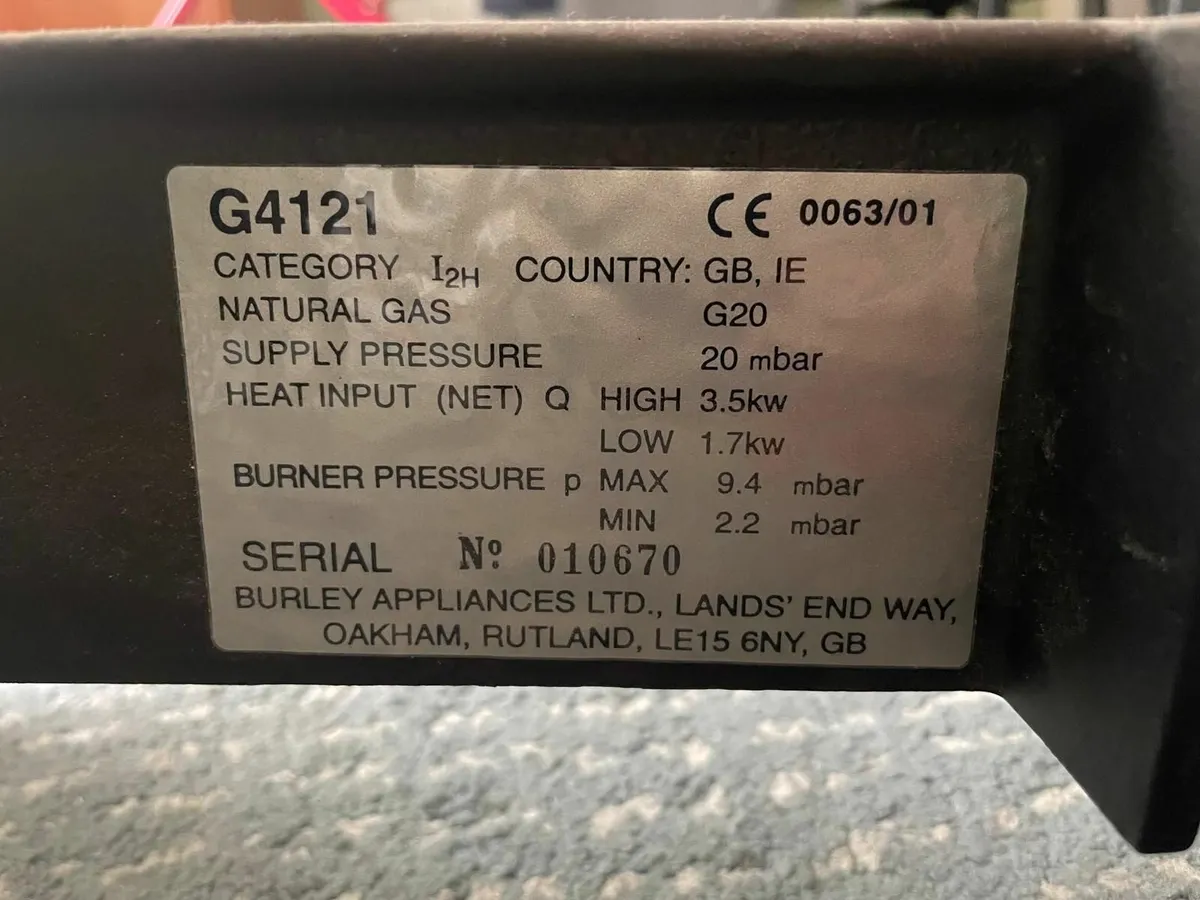 G4121 CE 0063/01
CATEGORY I2H COUNTRY: GB, IE
NATURAL GAS G20
SUPPLY PRESSURE 20 mbar
HEAT INPUT (NET) Q HIGH 3.5kw
LOW 1.7kw
BURNER PRESSURE p MAX 9.4 mbar
MIN 2.2 mbar
SERIAL Nº 010670
BURLEY APPLIANCES LTD., LANDS' END WAY,
OAKHAM, RUTLAND, LE15 6NY, GB